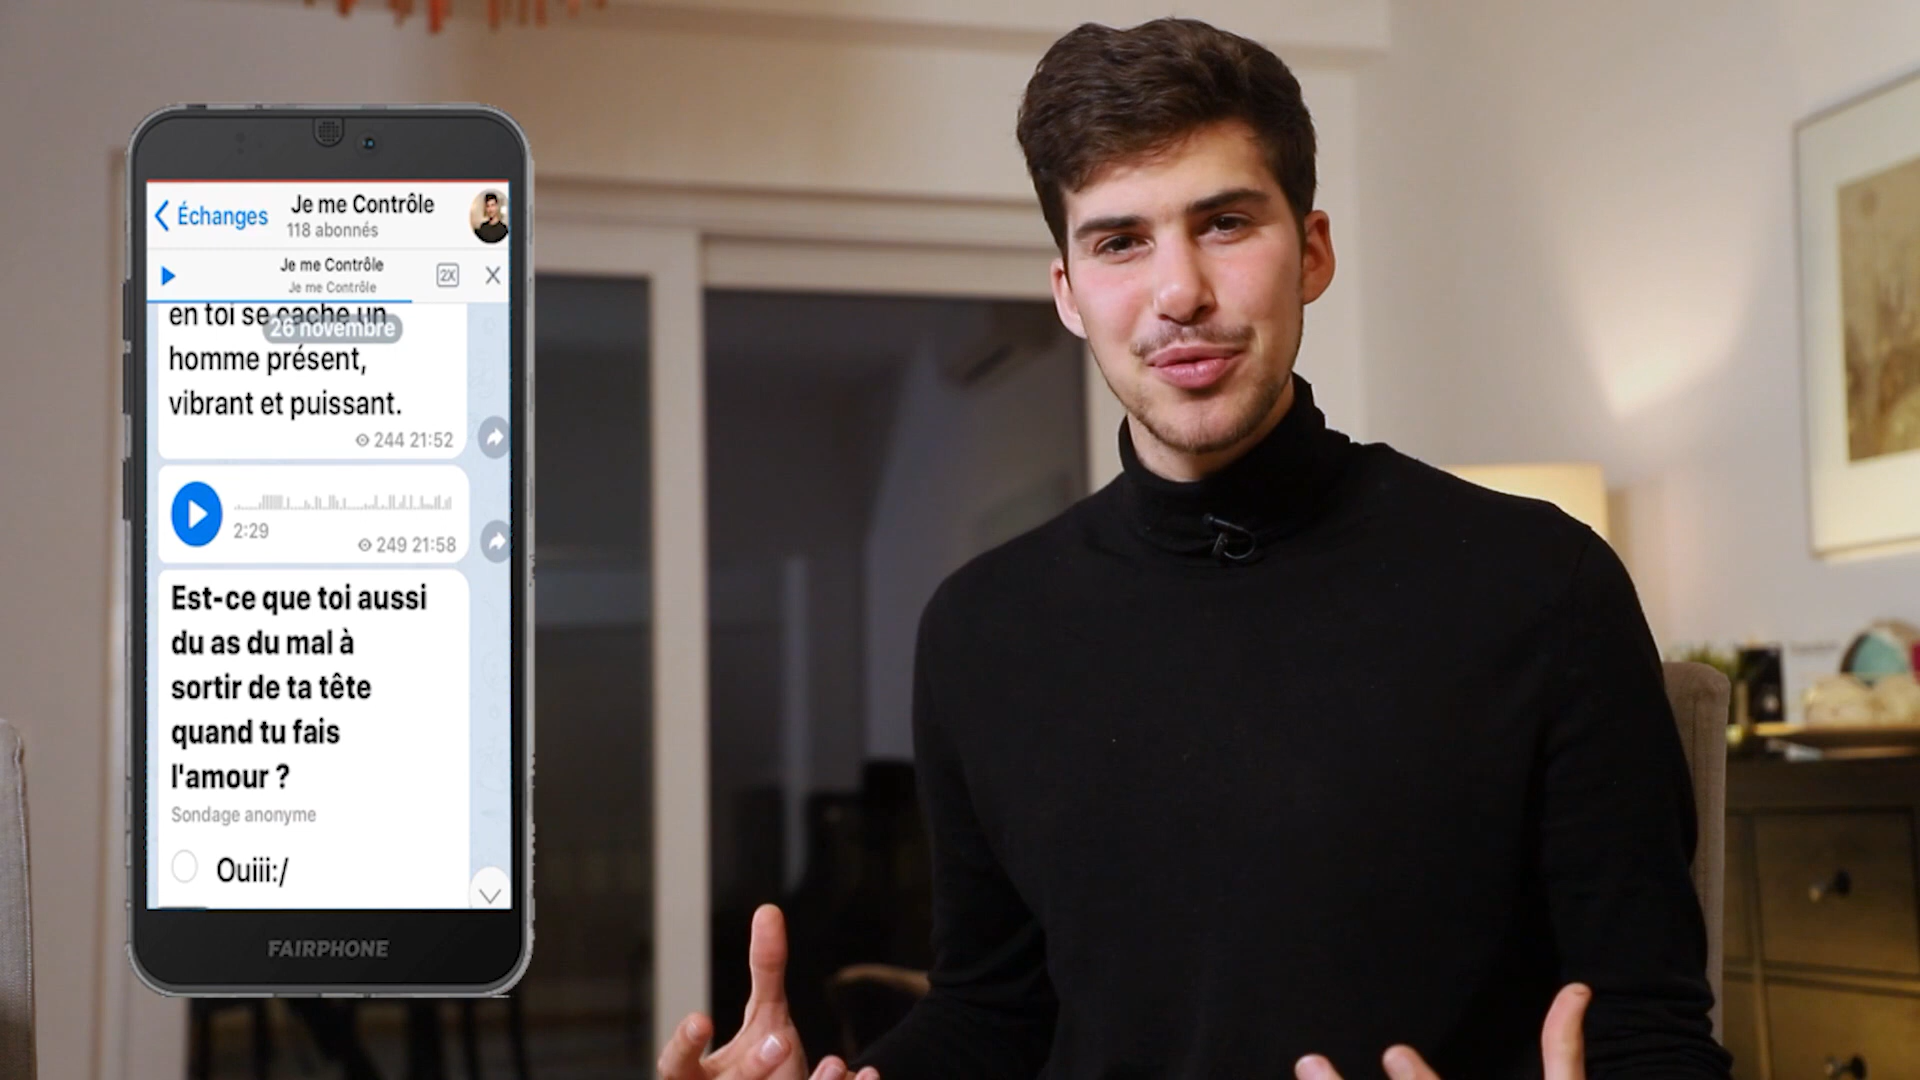 Échanges
Je me Contrôle
118 abonnés
Je me Contrôle
2X
Je me Contrôle
en toi se cache un
26 novembre
homme présent,
vibrant et puissant.
244 21:52
2:29
249 21:58
Est-ce que toi aussi
du as du mal à
sortir de ta tête
quand tu fais
l'amour ?
Sondage anonyme
Ouiii:/
FAIRPHONE